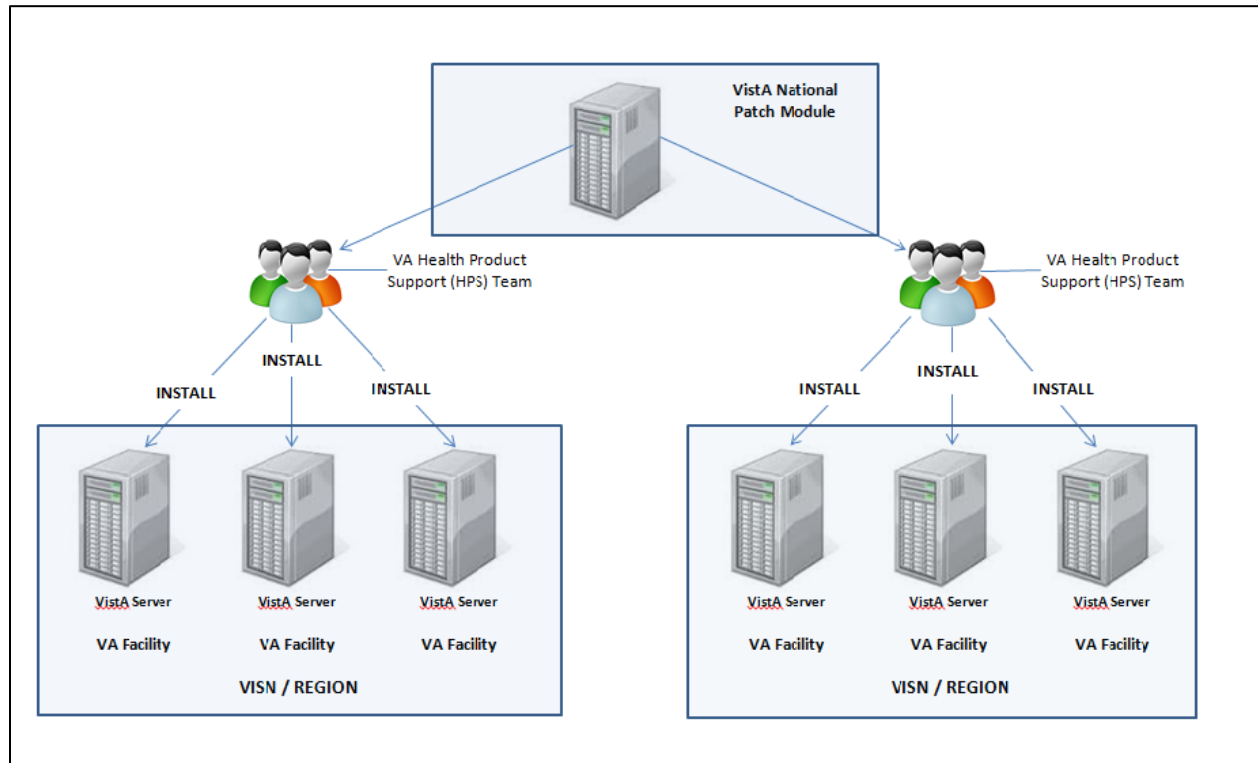 VistA National
Patch Module
VA Health Product
Support (HPS) Team
VA Health Product
Support (HPS) Team
INSTALL
INSTALL
INSTALL
INSTALL
INSTALL
INSTALL
VistA Server
VistA Server
VistA Server
VA Facility
VA Facility
VA Facility
VISN / REGION
VistA Server
VistA Server
VistA Server
VA Facility
VA Facility
VA Facility
VISN / REGION